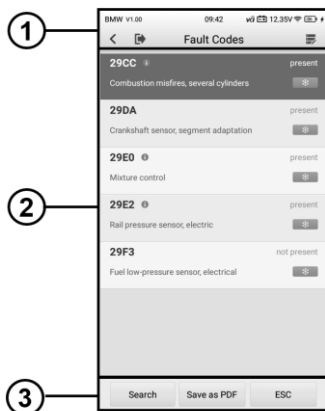 BMW V1.00 09:42 12.35V
Fault Codes
29CC present
Combustion misfires, several cylinders
29DA present
Crankshaft sensor, segment adaptation
29E0 present
Mixture control
29E2 present
Rail pressure sensor, electric
29F3 not present
Fuel low-pressure sensor, electrical
Search Save as PDF ESC
1
2
3